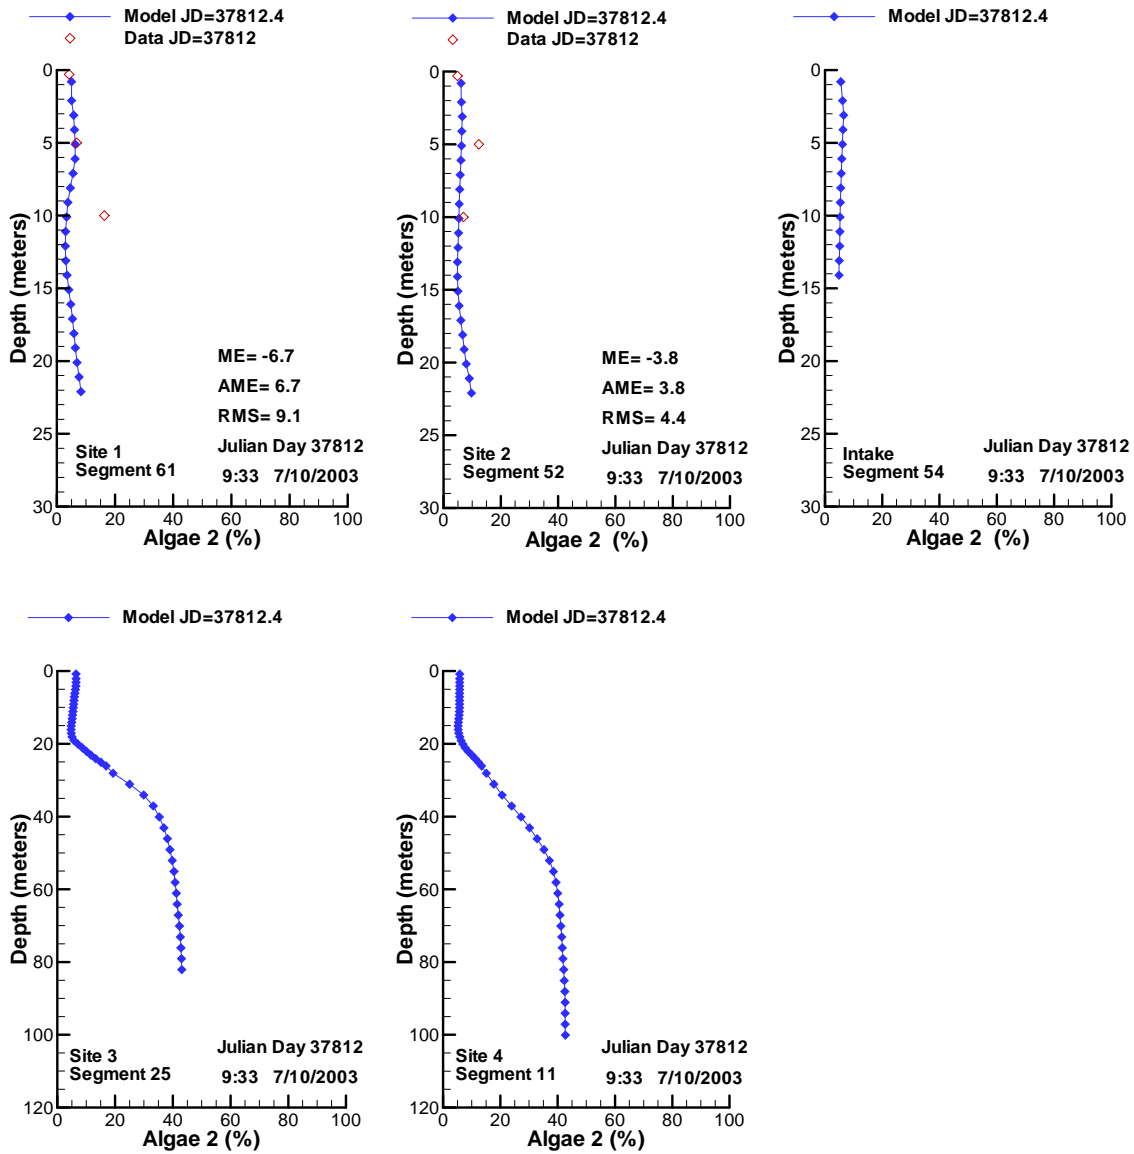 Model JD=37812.4
Data JD=37812
0
5
10
15
20
25
30
Depth (meters)
ME= -6.7
AME= 6.7
RMS= 9.1
Site 1
Segment 61
Julian Day 37812
9:33 7/10/2003
0 20 40 60 80 100
Algae 2 (%)
Model JD=37812.4
Data JD=37812
0
5
10
15
20
25
30
Depth (meters)
ME= -3.8
AME= 3.8
RMS= 4.4
Site 2
Segment 52
Julian Day 37812
9:33 7/10/2003
0 20 40 60 80 100
Algae 2 (%)
Model JD=37812.4
0
5
10
15
20
25
30
Depth (meters)
Intake
Segment 54
Julian Day 37812
9:33 7/10/2003
0 20 40 60 80 100
Algae 2 (%)
Model JD=37812.4
0
20
40
60
80
100
120
Depth (meters)
Site 3
Segment 25
Julian Day 37812
9:33 7/10/2003
0 20 40 60 80 100
Algae 2 (%)
Model JD=37812.4
0
20
40
60
80
100
120
Depth (meters)
Site 4
Segment 11
Julian Day 37812
9:33 7/10/2003
0 20 40 60 80 100
Algae 2 (%)